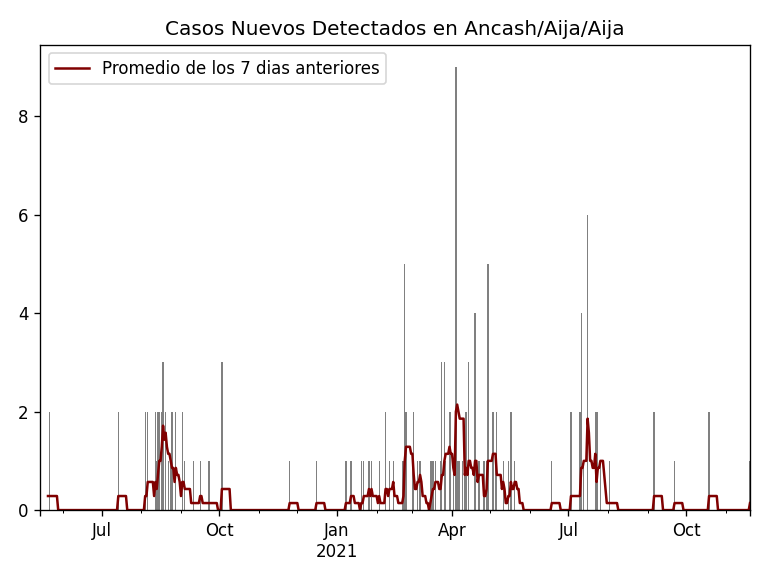 Casos Nuevos Detectados en Ancash/Aija/Aija
Promedio de los 7 dias anteriores
8
6
4
2
0
Jul
Oct
Jan
2021
Apr
Jul
Oct